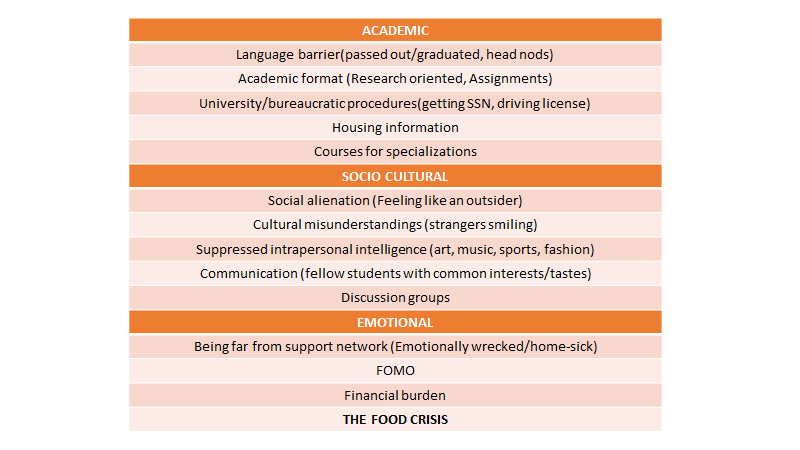 ACADEMIC
Language barrier(passed out/graduated, head nods)
Academic format (Research oriented, Assignments)
University/bureaucratic procedures(getting SSN, driving license)
Housing information
Courses for specializations
SOCIO CULTURAL
Social alienation (Feeling like an outsider)
Cultural misunderstandings (strangers smiling)
Suppressed intrapersonal intelligence (art, music, sports, fashion)
Communication (fellow students with common interests/tastes)
Discussion groups
EMOTIONAL
Being far from support network (Emotionally wrecked/home-sick)
FOMO
Financial burden
THE FOOD CRISIS